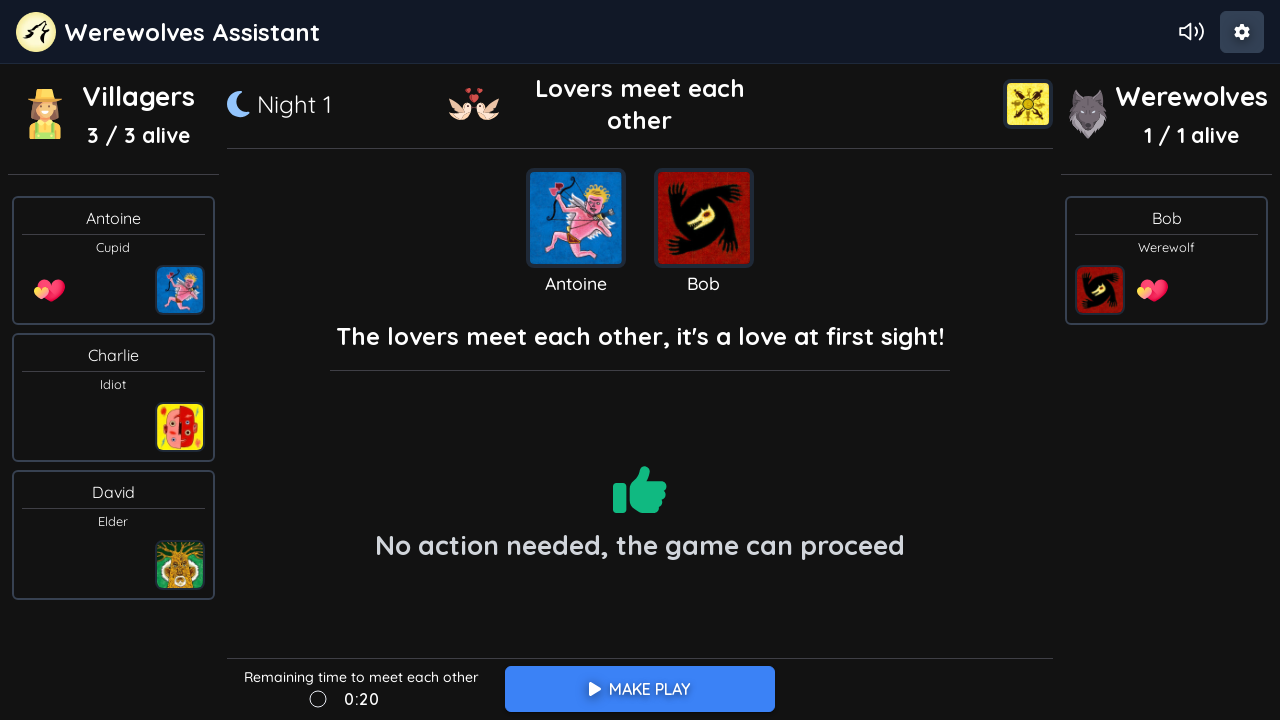 Werewolves Assistant
Villagers
3 / 3 alive
Antoine
Cupid
Charlie
Idiot
David
Elder
Night 1
Lovers meet each
other
Antoine
Bob
The lovers meet each other, it's a love at first sight!
No action needed, the game can proceed
Remaining time to meet each other
0:20
MAKE PLAY
Werewolves
1 / 1 alive
Bob
Werewolf